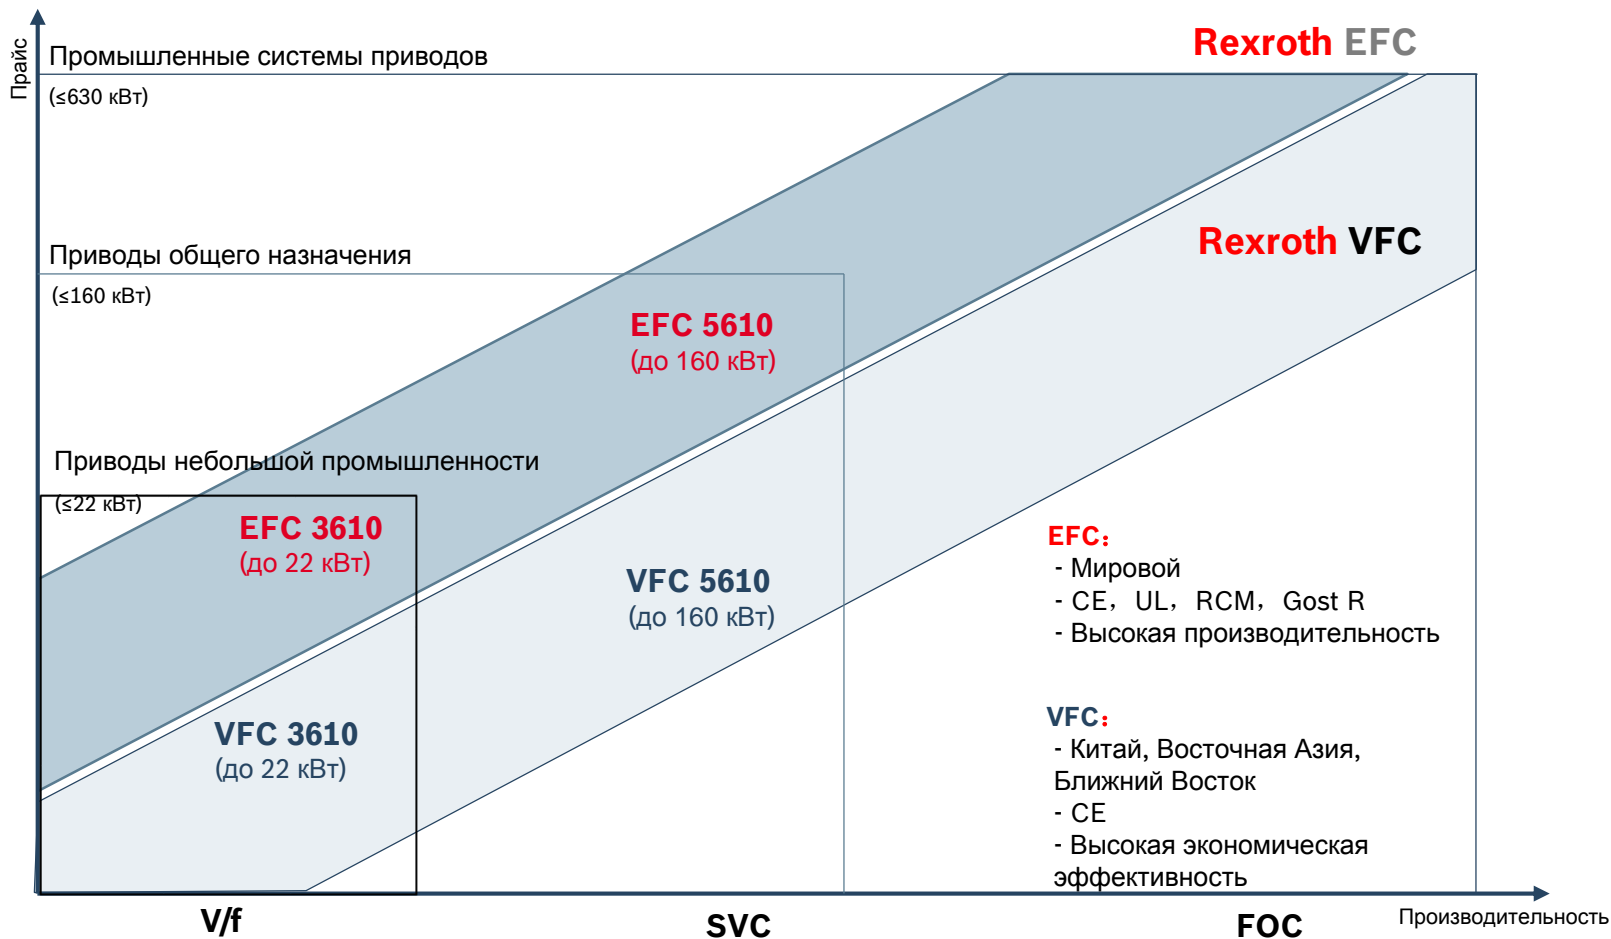 Прайс
Rexroth EFC
Промышленные системы приводов
(≤630 кВт)
Rexroth VFC
Приводы общего назначения
(≤160 кВт)
EFC 5610
(до 160 кВт)
Приводы небольшой промышленности
(≤22 кВт)
EFC 3610
(до 22 кВт)
VFC 5610
(до 160 кВт)
VFC 3610
(до 22 кВт)
EFC：
- Мировой
- CE， UL， RCM， Gost R
- Высокая производительность
VFC：
- Китай, Восточная Азия,
Ближний Восток
- CE
- Высокая экономическая
эффективность
V/f
SVC
FOC
Производительность